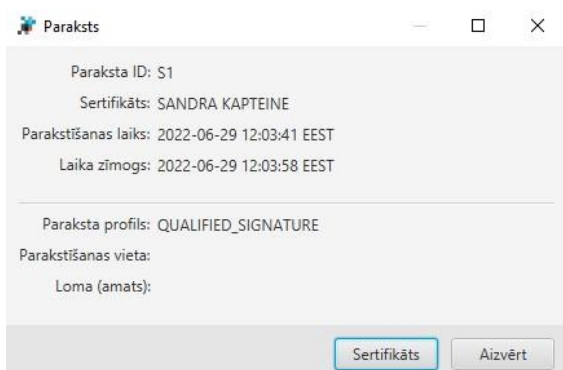 Paraksts
Paraksta ID: S1
Sertifikāts: SANDRA KAPTEINE
Parakstīšanas laiks: 2022-06-29 12:03:41 EEST
Laika zīmogs: 2022-06-29 12:03:58 EEST
Paraksta profils: QUALIFIED_SIGNATURE
Parakstīšanas vieta:
Loma (amats):
Sertifikāts Aizvērt